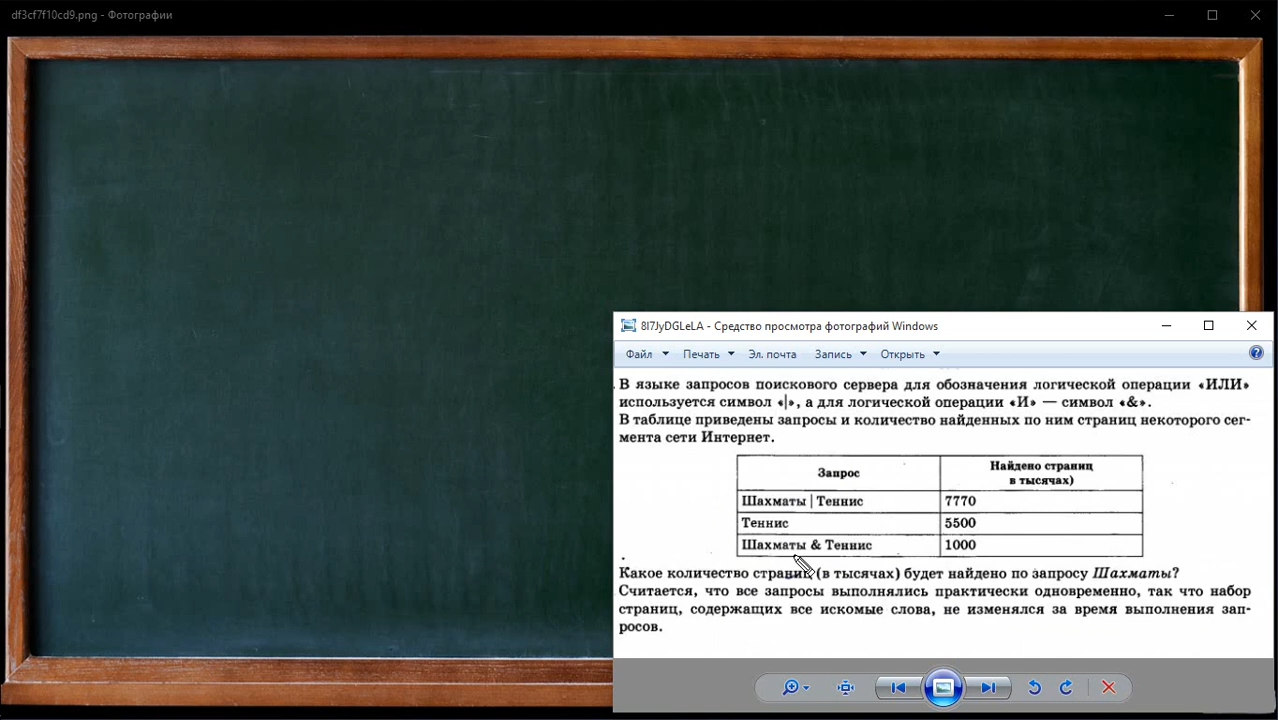 df3cf7f10cd9.png - Фотографии
8I7JyDGLeLA - Средство просмотра фотографий Windows
Файл Печать Эл. почта Запись Открыть
В языке запросов поискового сервера для обозначения логической операции «ИЛИ»
используется символ «|», а для логической операции «И» — символ «&».
В таблице приведены запросы и количество найденных по ним страниц некоторого сег-
мента сети Интернет.
Запрос Найдено страниц
в тысячах)
Шахматы | Теннис 7770
Теннис 5500
Шахматы & Теннис 1000
Какое количество страниц (в тысячах) будет найдено по запросу Шахматы?
Считается, что все запросы выполнялись практически одновременно, так что набор
страниц, содержащих все искомые слова, не изменялся за время выполнения зап-
росов.